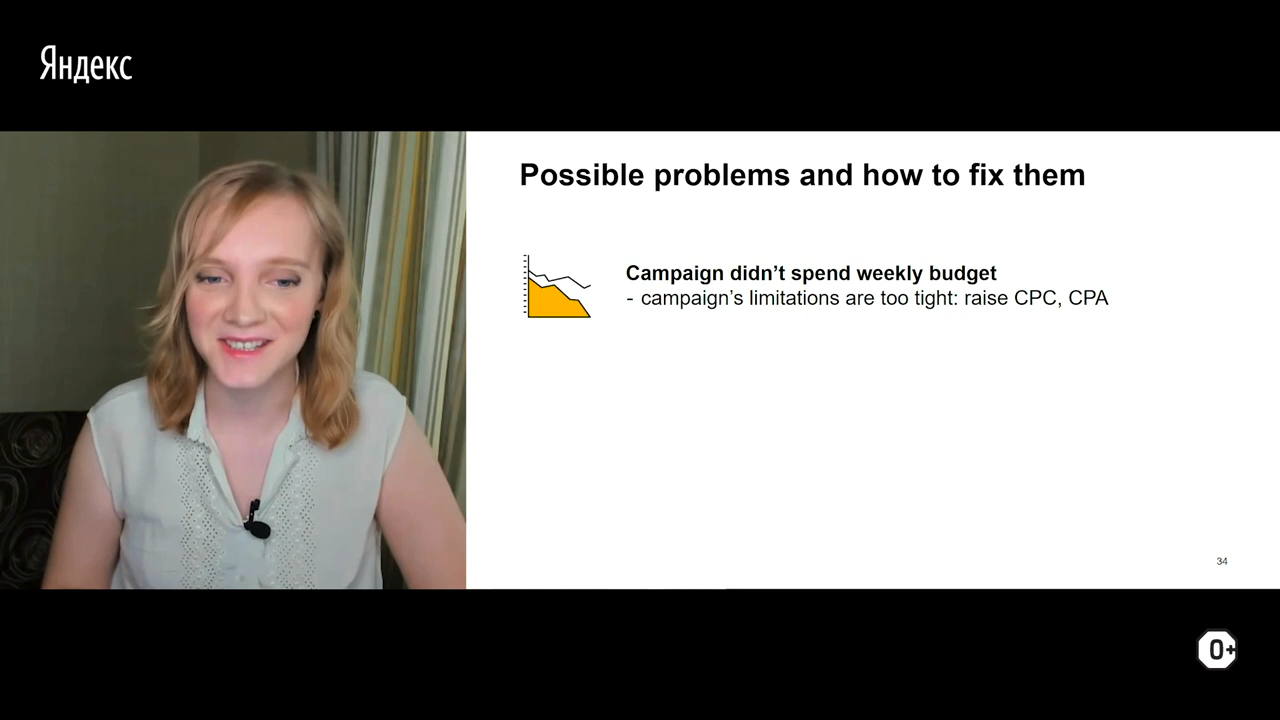 Яндекс
Possible problems and how to fix them
Campaign didn’t spend weekly budget
- campaign’s limitations are too tight: raise CPC, CPA
34
0+